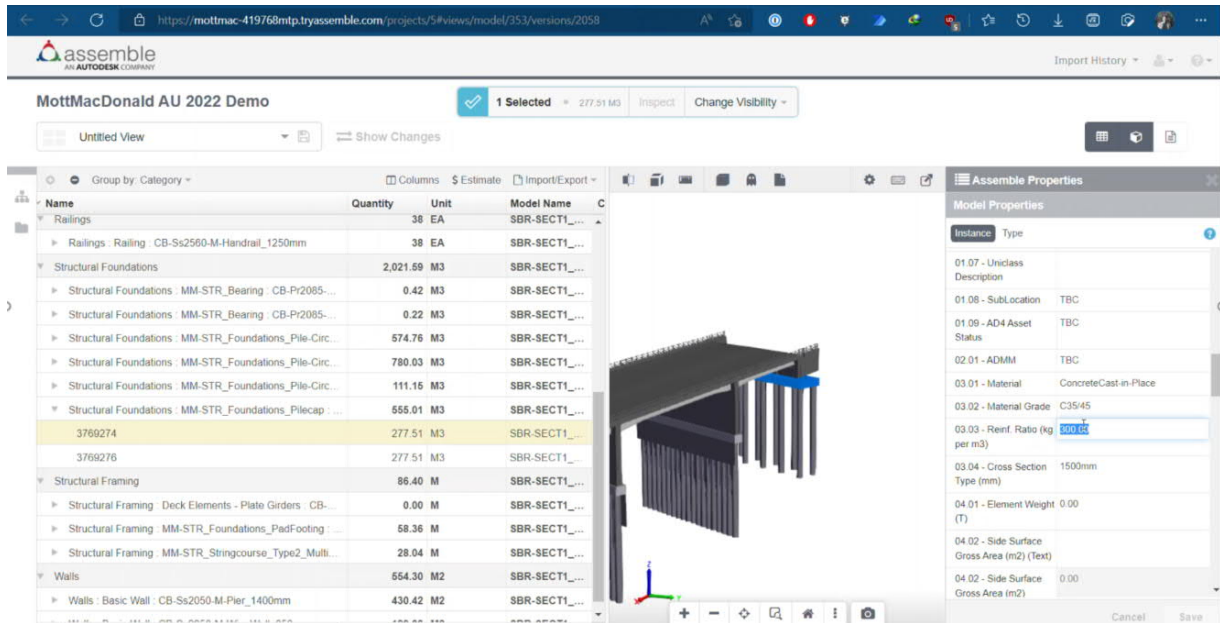 https://mottmac-419768mtp.tryassemble.com/projects/5#views/model/353/versions/2058
assemble
AN AUTODESK COMPANY
Import History
MottMacDonald AU 2022 Demo
1 Selected = 277.51 M3 Inspect Change Visibility
Untitled View Show Changes
Group by: Category Columns $ Estimate Import/Export
Name Quantity Unit Model Name C
Railings 38 EA SBR-SECT1_...
Railings : Railing : CB-Ss2560-M-Handrail_1250mm 38 EA SBR-SECT1_...
Structural Foundations 2,021.59 M3 SBR-SECT1_...
Structural Foundations : MM-STR_Bearing : CB-Pr2085-... 0.42 M3 SBR-SECT1_...
Structural Foundations : MM-STR_Bearing : CB-Pr2085-... 0.22 M3 SBR-SECT1_...
Structural Foundations : MM-STR_Foundations_Pile-Circ... 574.76 M3 SBR-SECT1_...
Structural Foundations : MM-STR_Foundations_Pile-Circ... 780.03 M3 SBR-SECT1_...
Structural Foundations : MM-STR_Foundations_Pile-Circ... 111.15 M3 SBR-SECT1_...
Structural Foundations : MM-STR_Foundations_Pilecap : ... 555.01 M3 SBR-SECT1_...
3769274 277.51 M3 SBR-SECT1_...
3769276 277.51 M3 SBR-SECT1_...
Structural Framing 86.40 M SBR-SECT1_...
Structural Framing : Deck Elements - Plate Girders : CB-... 0.00 M SBR-SECT1_...
Structural Framing : MM-STR_Foundations_PadFooting : ... 58.36 M SBR-SECT1_...
Structural Framing : MM-STR_Stringcourse_Type2_Multi... 28.04 M SBR-SECT1_...
Walls 554.30 M2 SBR-SECT1_...
Walls : Basic Wall : CB-Ss2050-M-Pier_1400mm 430.42 M2 SBR-SECT1_...
Z
X
Y
Assemble Properties
Model Properties
Instance Type
01.07 - Uniclass
Description
01.08 - SubLocation TBC
01.09 - AD4 Asset TBC
Status
02.01 - ADMM TBC
03.01 - Material ConcreteCast-in-Place
03.02 - Material Grade C35/45
03.03 - Reinf. Ratio (kg 300.00
per m3)
03.04 - Cross Section 1500mm
Type (mm)
04.01 - Element Weight 0.00
(T)
04.02 - Side Surface
Gross Area (m2) (Text)
04.02 - Side Surface 0.00
Gross Area (m2)
Cancel Save